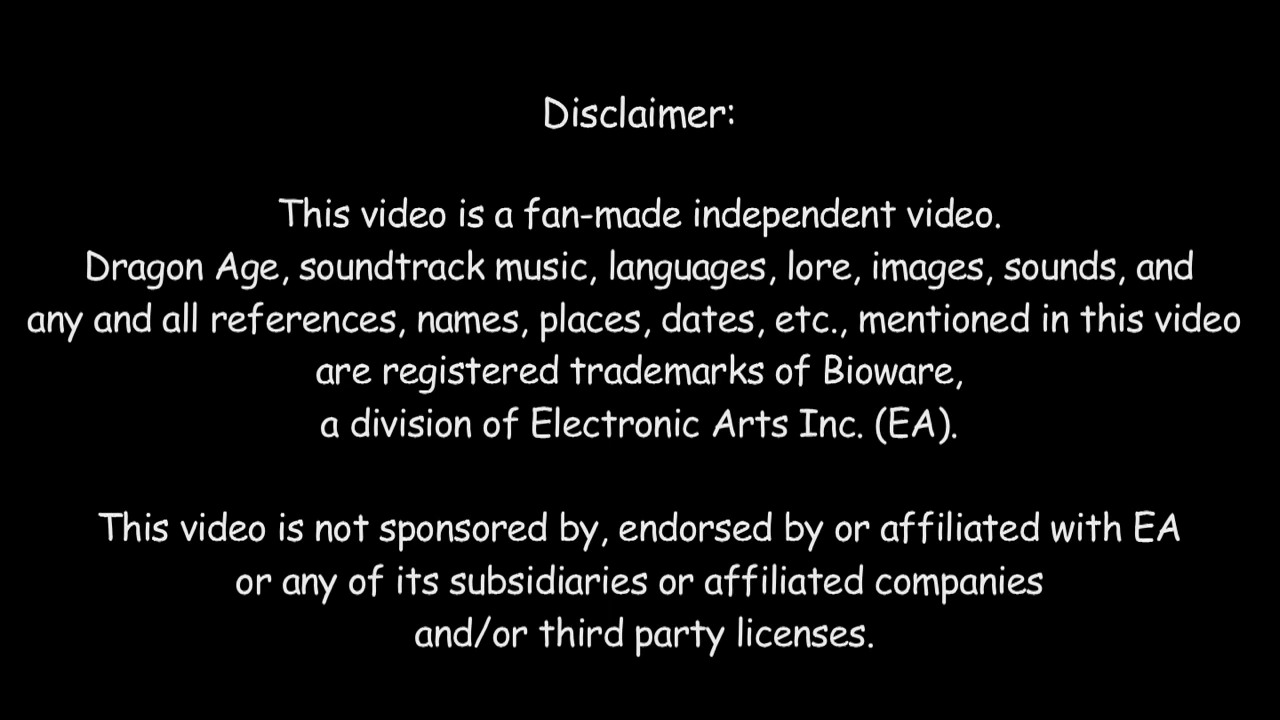 Disclaimer:
This video is a fan-made independent video.
Dragon Age, soundtrack music, languages, lore, images, sounds, and
any and all references, names, places, dates, etc., mentioned in this video
are registered trademarks of Bioware,
a division of Electronic Arts Inc. (EA).
This video is not sponsored by, endorsed by or affiliated with EA
or any of its subsidiaries or affiliated companies
and/or third party licenses.